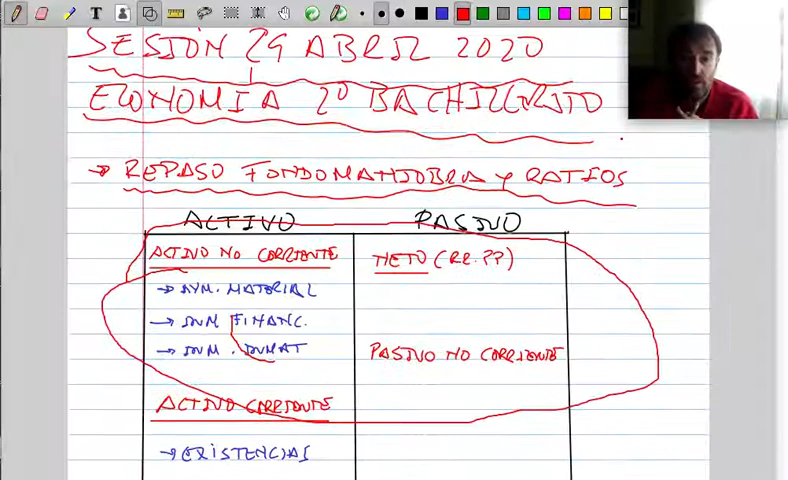 SESIÓN 29 ABRIL 2020
ECONOMIA 2º BACHILLERATO
→ REPASO FONDO MANIOBRA Y RATIOS
ACTIVO PASIVO
ACTIVO NO CORRIENTE
NETO (RR.PP)
→ INM. MATERIAL
→ INM FINANC.
→ INM. INMAT
PASIVO NO CORRIENTE
ACTIVO CORRIENTE
→ EXISTENCIAS